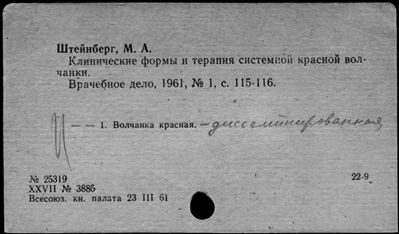 Штейнберг, М. А.
Клинические формы и терапия системной красной вол-
чанки.
Врачебное дело, 1961, № 1, с. 115-116.
— — 1. Волчанка красная. – диссеминированная
№ 25319
22-9
XXVII № 3885
Всесоюз. кн. палата 23 III 61